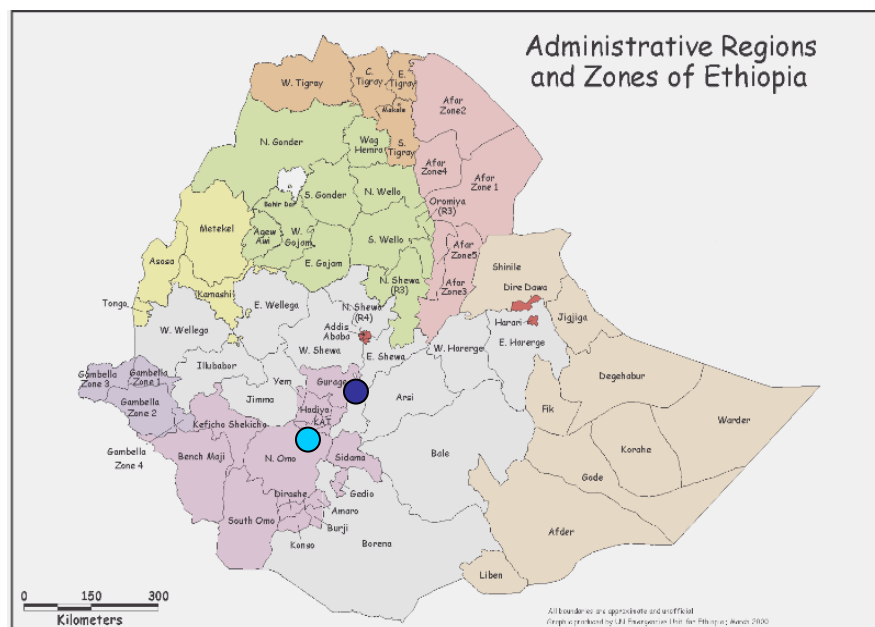 Administrative Regions
and Zones of Ethiopia
W. Tigray
C.
Tigray
E.
Tigray
Mekele
S.
Tigray
Afar
Zone2
N. Gonder
Wag
Hemra
Afar
Zone4
Afar
Zone 1
Bahir Dar
S. Gonder
N. Wello
Oromiya
(R3)
Metekel
Agew
Awi
W.
Gojam
E. Gojam
S. Wello
Afar
Zone5
Asosa
Shinile
Kamashi
N. Shewa
(R3)
Afar
Zone3
Dire Dawa
Tongo
E. Wellega
N. Shewa
(R4)
Jigjiga
W. Wellega
Addis
Ababa
Harari
W. Shewa
E. Shewa
W. Harerge
E. Harerge
Illubabor
Gambella
Zone 3
Gambella
Zone 1
Yem
Gurage
Degehabur
Gambella
Zone 2
Jimma
Hadiya
Arsi
Fik
Warder
KAT
Keficho Shekicho
Gambella
Zone 4
Bench Maji
N. Omo
Sidama
Bale
Korahe
Gode
Dirashe
Gedio
South Omo
Amaro
Burji
Afder
Konso
Borena
Liben
0 150 300
Kilometers
All boundaries are approximate and unofficial
Graphic produced by UN Emergencies Unit for Ethiopia; March 2000